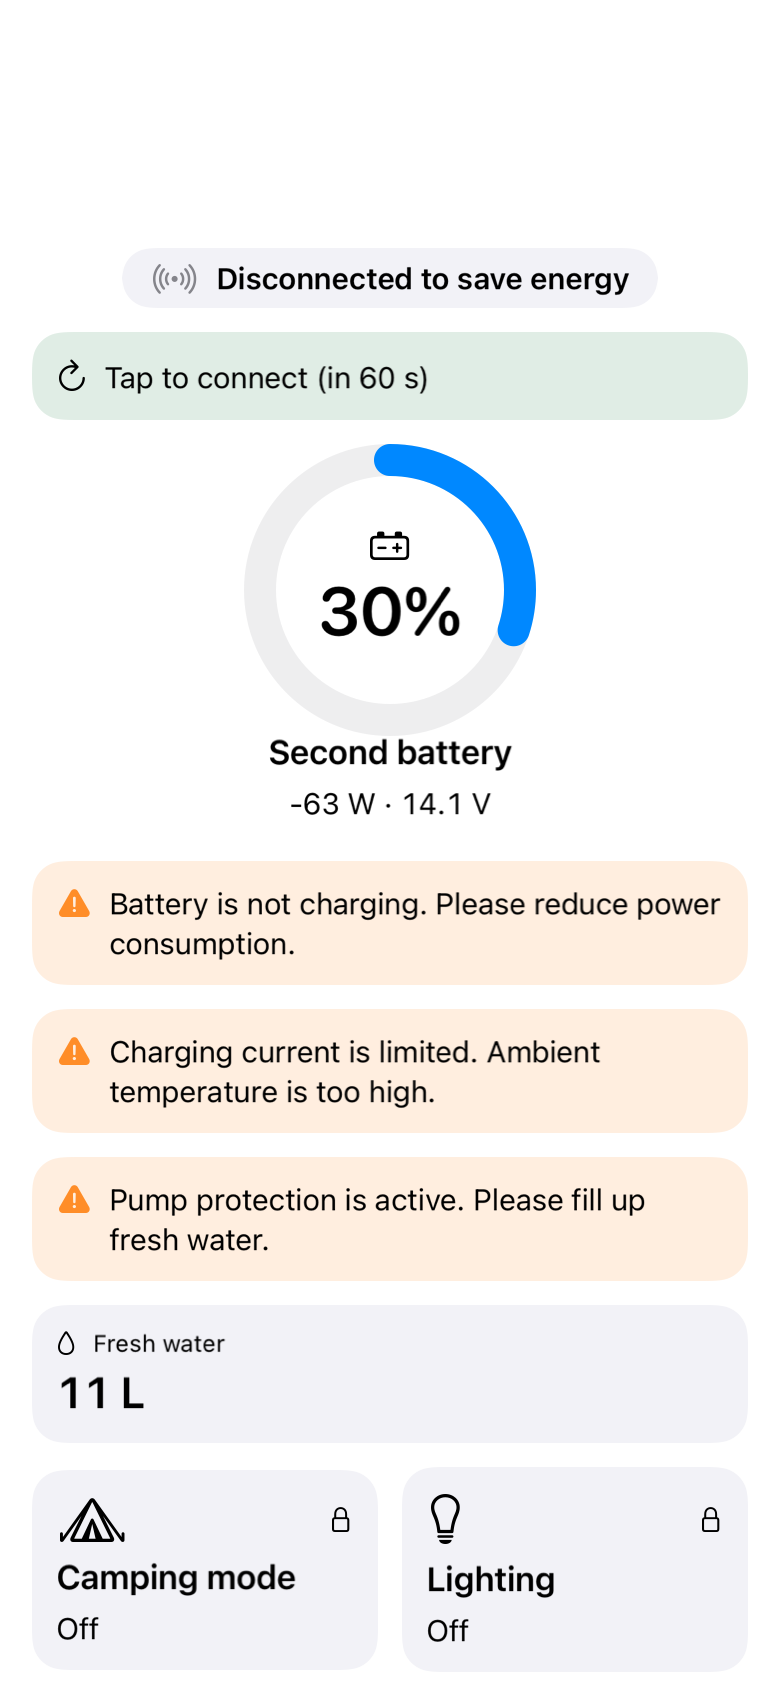 Disconnected to save energy
Tap to connect (in 60 s)
30%
Second battery
-63 W · 14.1 V
Battery is not charging. Please reduce power
consumption.
Charging current is limited. Ambient
temperature is too high.
Pump protection is active. Please fill up
fresh water.
Fresh water
11 L
Camping mode
Off
Lighting
Off